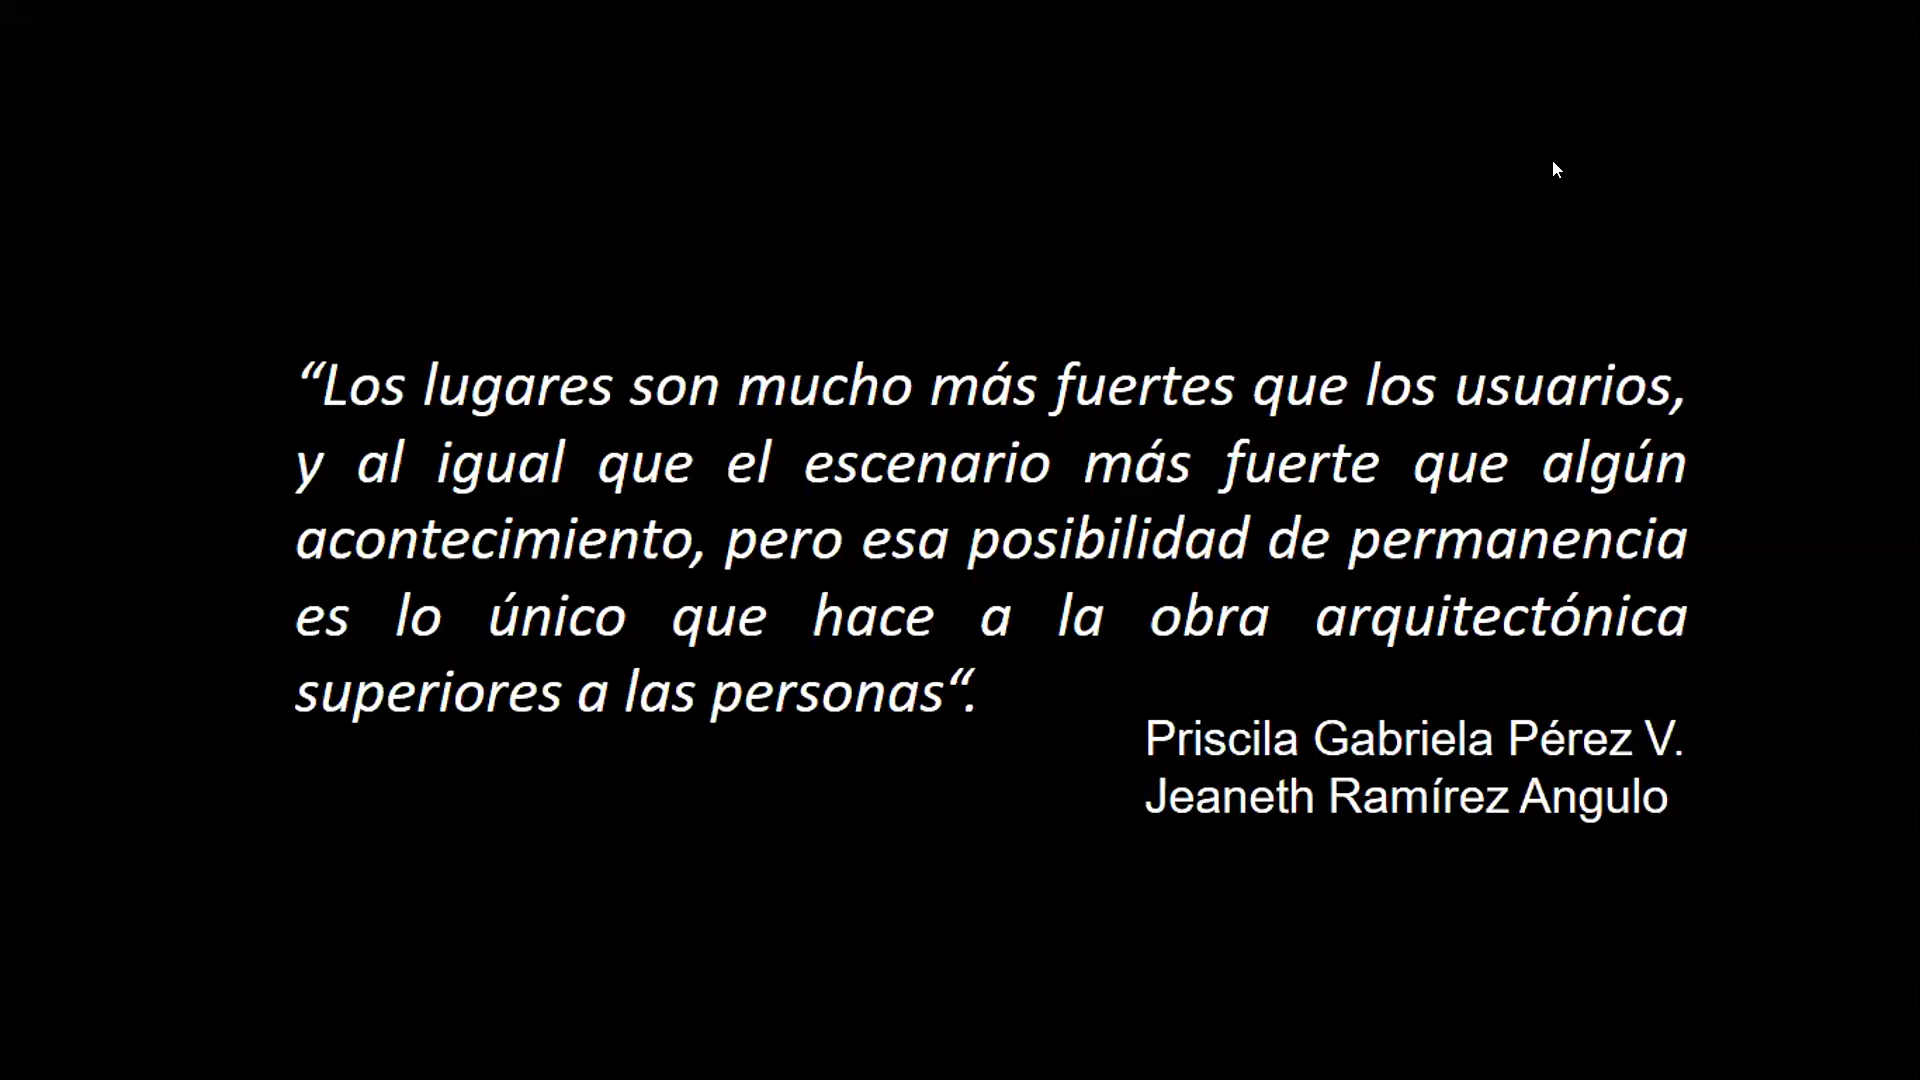 “Los lugares son mucho más fuertes que los usuarios,
y al igual que el escenario más fuerte que algún
acontecimiento, pero esa posibilidad de permanencia
es lo único que hace a la obra arquitectónica
superiores a las personas“.
Priscila Gabriela Pérez V.
Jeaneth Ramírez Angulo